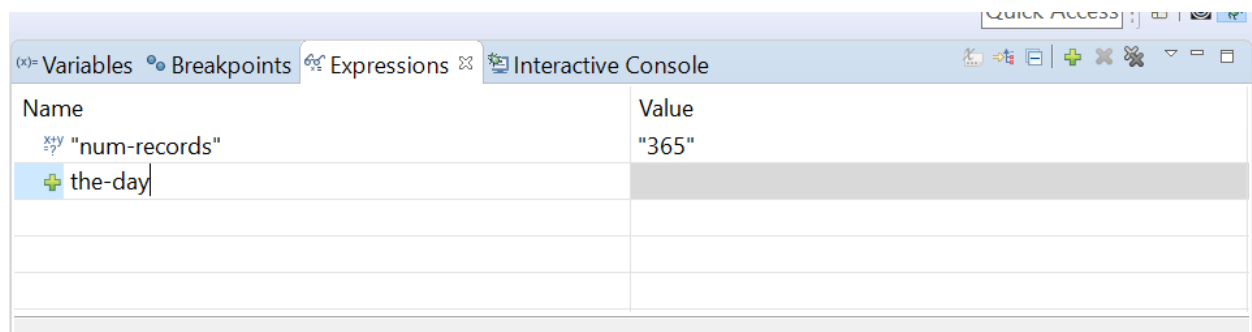 Quick Access
(x)= Variables Breakpoints Expressions Interactive Console
Name Value
x+y =? "num-records" "365"
the-day